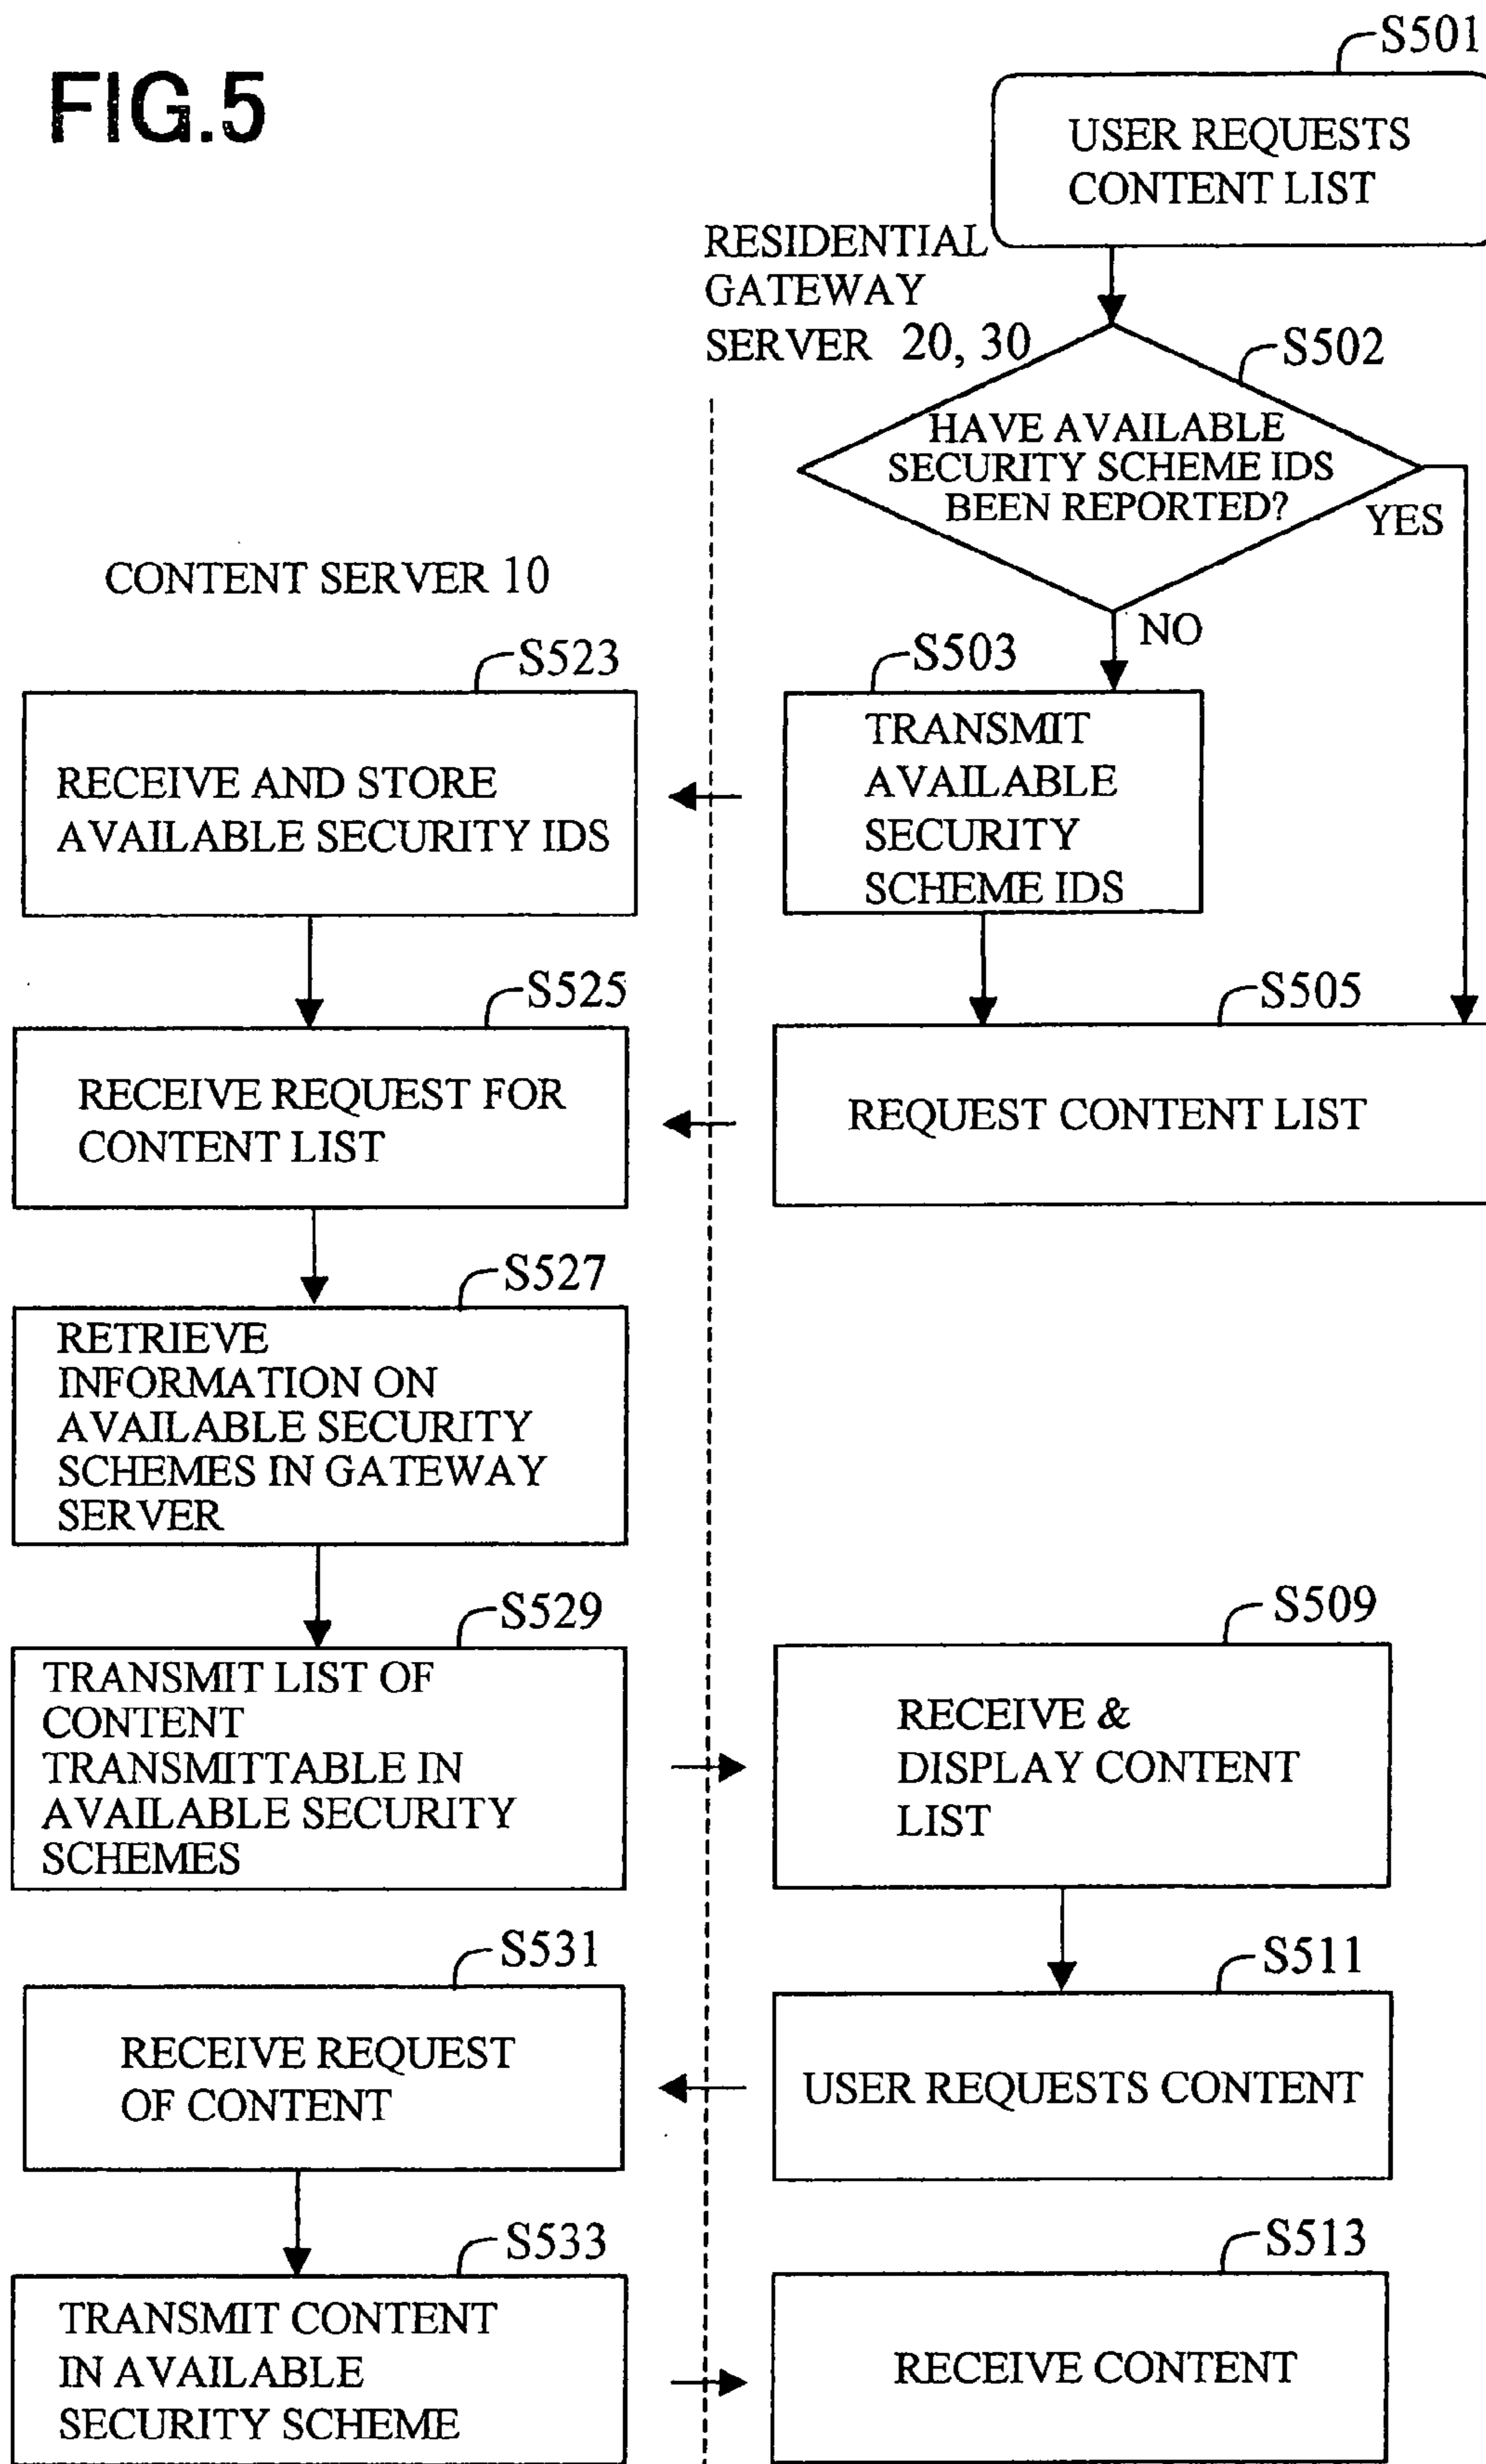 FIG.5
S501
USER REQUESTS
CONTENT LIST
RESIDENTIAL
GATEWAY
SERVER 20, 30
S502
HAVE AVAILABLE
SECURITY SCHEME IDS
BEEN REPORTED?
YES
NO
CONTENT SERVER 10
S523
RECEIVE AND STORE
AVAILABLE SECURITY IDS
S503
TRANSMIT
AVAILABLE
SECURITY
SCHEME IDS
S525
RECEIVE REQUEST FOR
CONTENT LIST
S505
REQUEST CONTENT LIST
S527
RETRIEVE
INFORMATION ON
AVAILABLE SECURITY
SCHEMES IN GATEWAY
SERVER
S529
TRANSMIT LIST OF
CONTENT
TRANSMITTABLE IN
AVAILABLE SECURITY
SCHEMES
S509
RECEIVE &
DISPLAY CONTENT
LIST
S531
RECEIVE REQUEST
OF CONTENT
S511
USER REQUESTS CONTENT
S533
TRANSMIT CONTENT
IN AVAILABLE
SECURITY SCHEME
S513
RECEIVE CONTENT